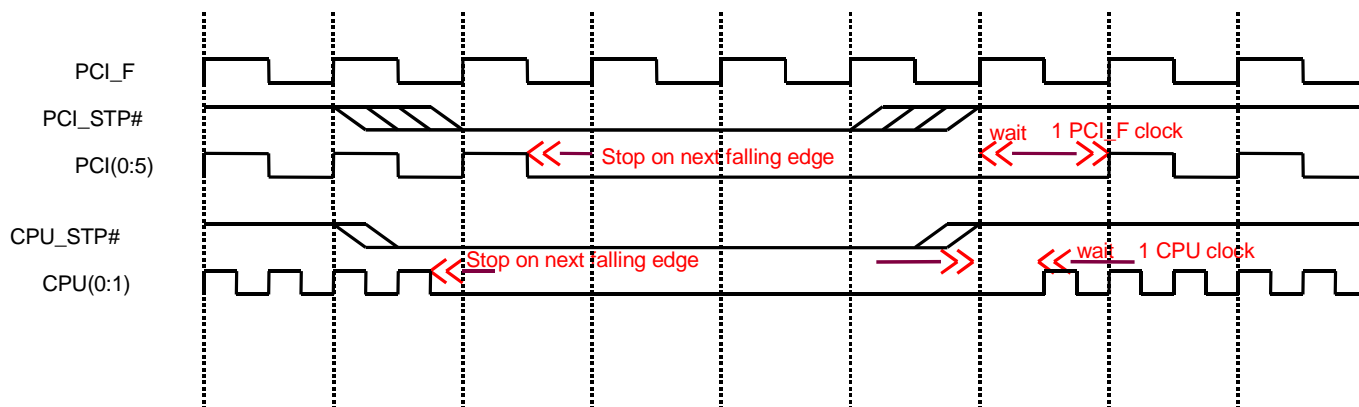 PCI_F
PCI_STP#
wait 1 PCI_F clock
PCI(0:5)
Stop on next falling edge
CPU_STP#
Stop on next falling edge
wait 1 CPU clock
CPU(0:1)